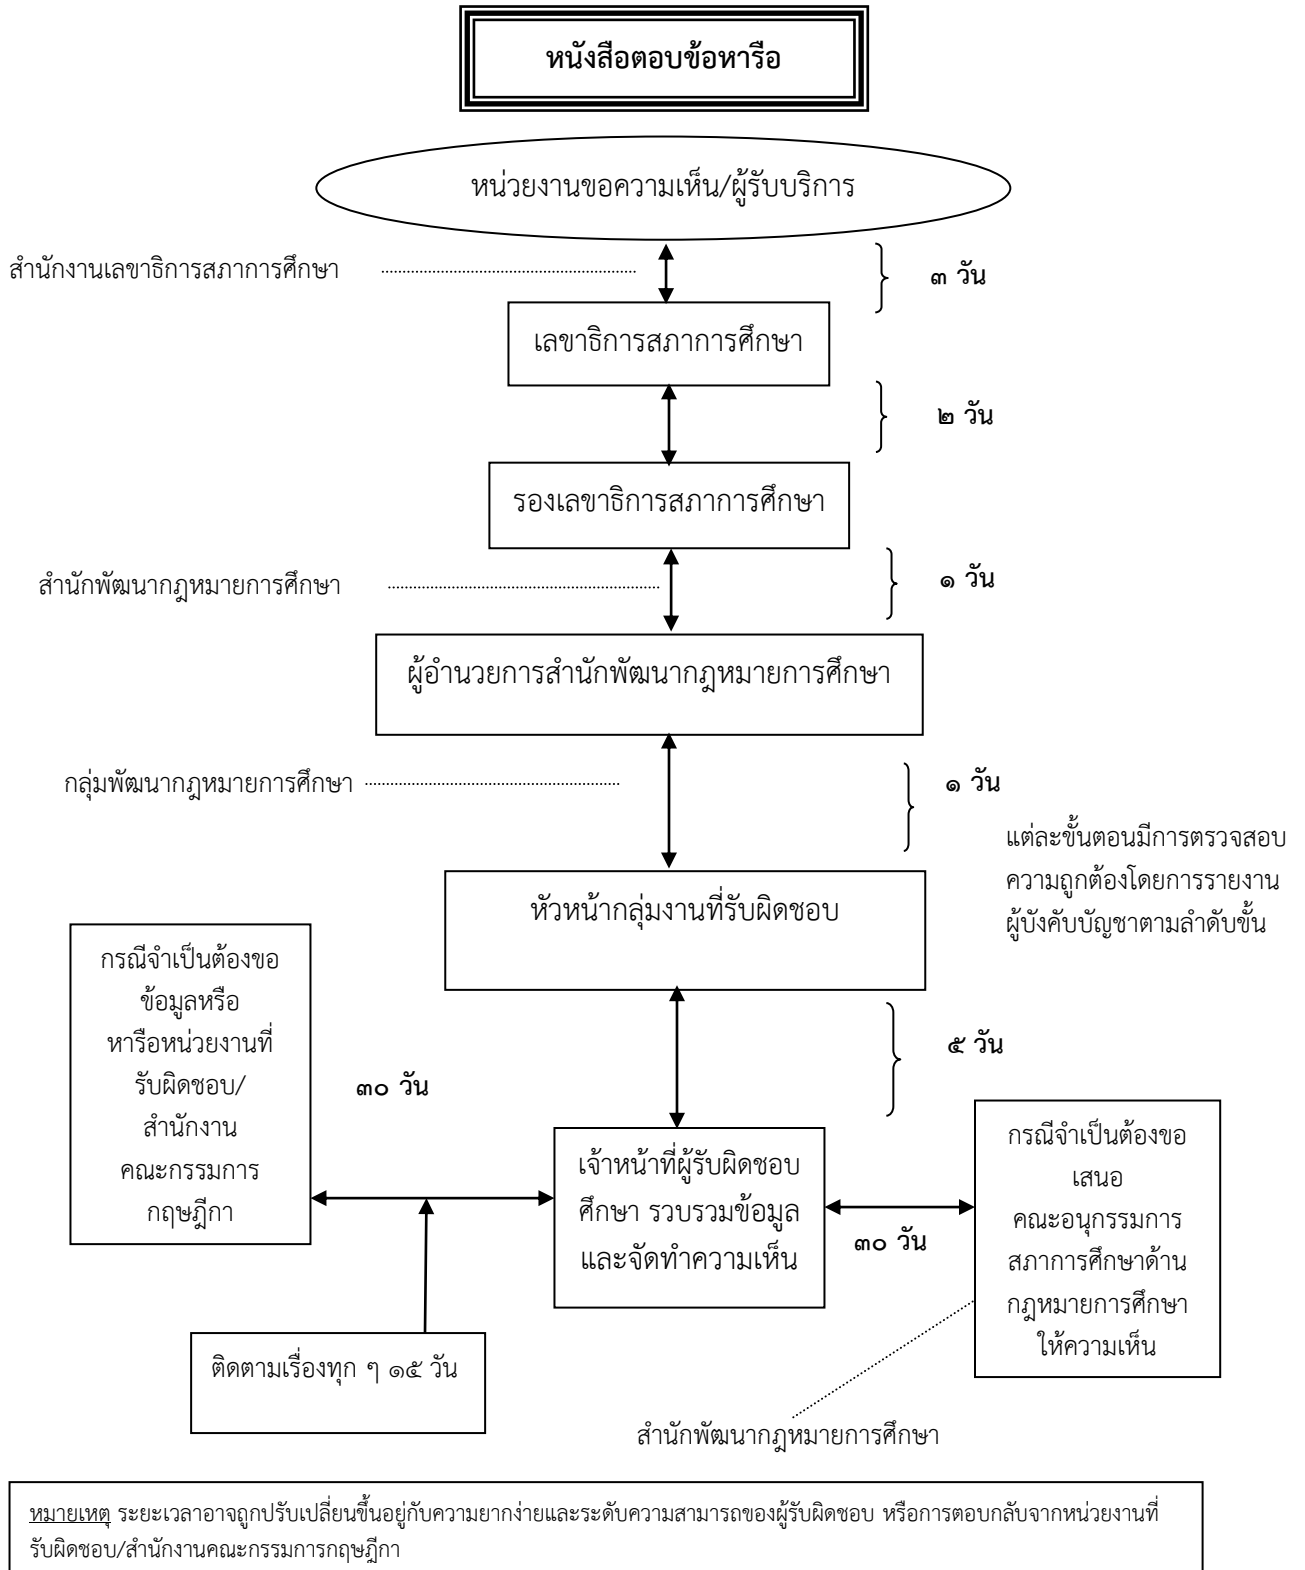 หนังสือตอบข้อหารือ
หน่วยงานขอความเห็น/ผู้รับบริการ
สำนักงานเลขาธิการสภาการศึกษา
๓ วัน
เลขาธิการสภาการศึกษา
๒ วัน
รองเลขาธิการสภาการศึกษา
สำนักพัฒนากฎหมายการศึกษา
๑ วัน
ผู้อำนวยการสำนักพัฒนากฎหมายการศึกษา
กลุ่มพัฒนากฎหมายการศึกษา
๑ วัน
แต่ละขั้นตอนมีการตรวจสอบ
ความถูกต้องโดยการรายงาน
ผู้บังคับบัญชาตามลำดับขั้น
หัวหน้ากลุ่มงานที่รับผิดชอบ
กรณีจำเป็นต้องขอ
ข้อมูลหรือ
หารือหน่วยงานที่
รับผิดชอบ/
สำนักงาน
คณะกรรมการ
กฤษฎีกา
๓๐ วัน
๕ วัน
เจ้าหน้าที่ผู้รับผิดชอบ
ศึกษา รวบรวมข้อมูล
และจัดทำความเห็น
๓๐ วัน
กรณีจำเป็นต้องขอ
เสนอ
คณะอนุกรรมการ
สภาการศึกษาด้าน
กฎหมายการศึกษา
ให้ความเห็น
ติดตามเรื่องทุก ๆ ๑๕ วัน
สำนักพัฒนากฎหมายการศึกษา
หมายเหตุ ระยะเวลาอาจถูกปรับเปลี่ยนขึ้นอยู่กับความยากง่ายและระดับความสามารถของผู้รับผิดชอบ หรือการตอบกลับจากหน่วยงานที่
รับผิดชอบ/สำนักงานคณะกรรมการกฤษฎีกา